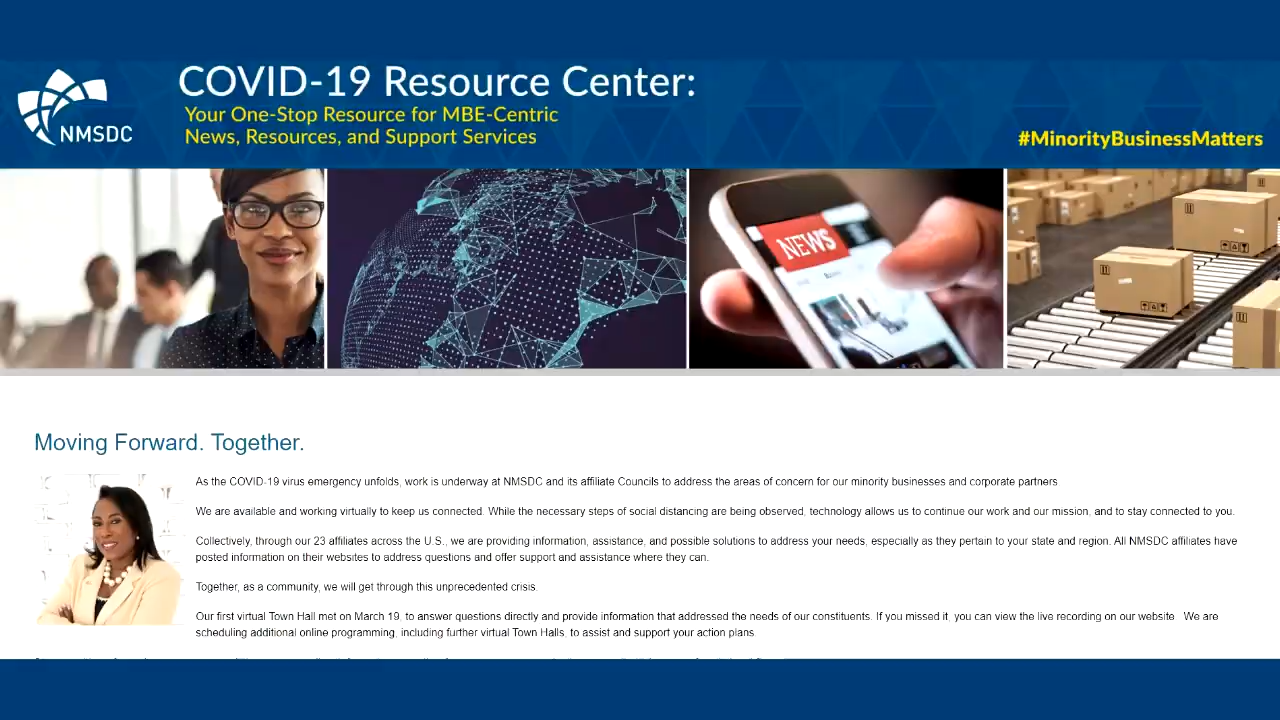 COVID-19 Resource Center:
Your One-Stop Resource for MBE-Centric
News, Resources, and Support Services
NMSDC
#MinorityBusinessMatters
NEWS
Moving Forward. Together.
As the COVID-19 virus emergency unfolds, work is underway at NMSDC and its affiliate Councils to address the areas of concern for our minority businesses and corporate partners
We are available and working virtually to keep us connected. While the necessary steps of social distancing are being observed, technology allows us to continue our work and our mission, and to stay connected to you.
Collectively, through our 23 affiliates across the U.S., we are providing information, assistance, and possible solutions to address your needs, especially as they pertain to your state and region. All NMSDC affiliates have
posted information on their websites to address questions and offer support and assistance where they can.
Together, as a community, we will get through this unprecedented crisis.
Our first virtual Town Hall met on March 19, to answer questions directly and provide information that addressed the needs of our constituents. If you missed it, you can view the live recording on our website. We are
scheduling additional online programming, including further virtual Town Halls, to assist and support your action plans.